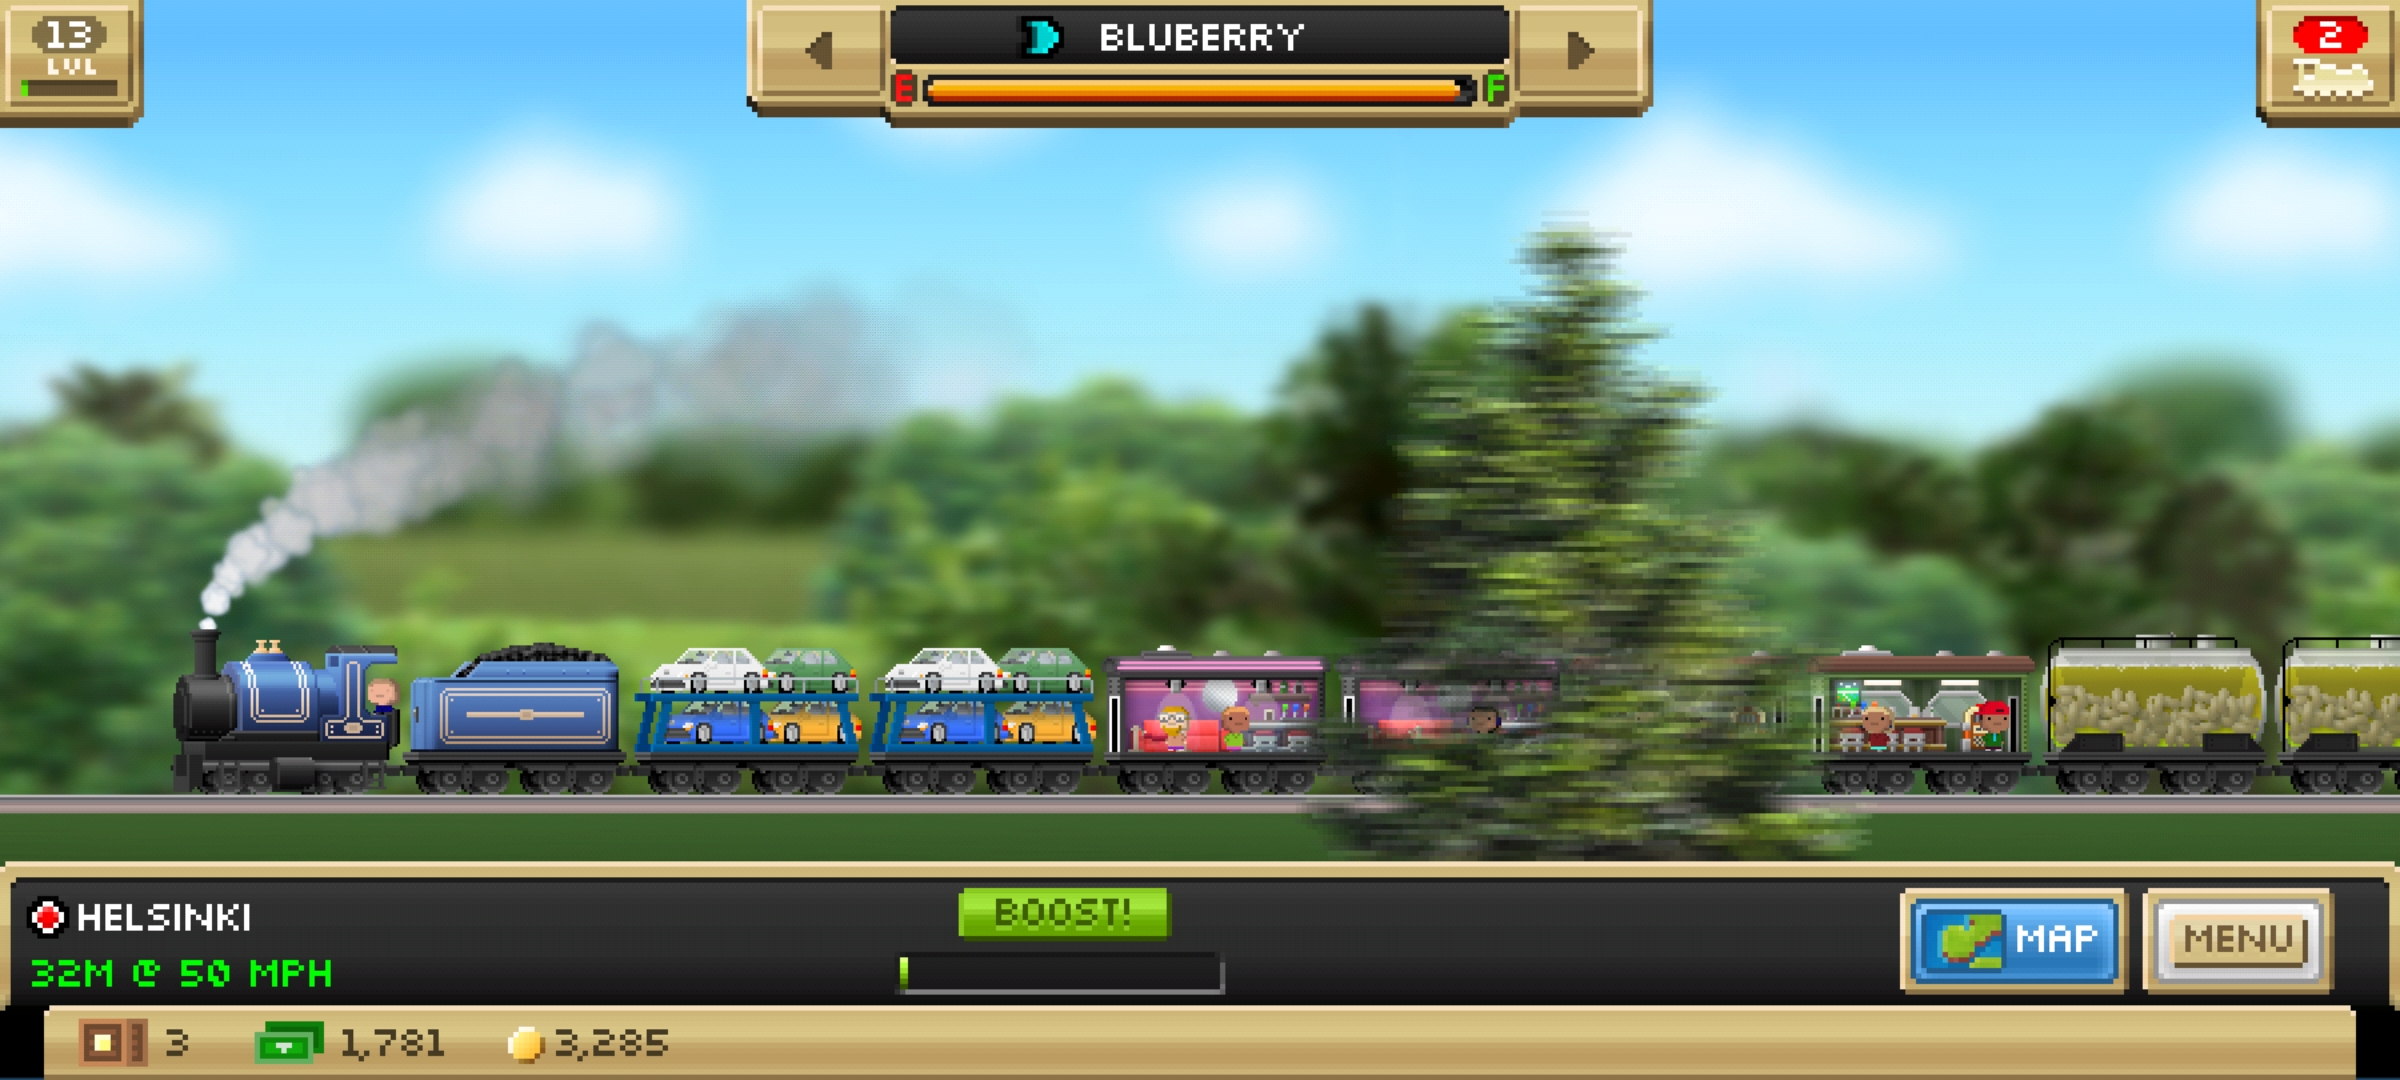 13
LVL
BLUBERRY
E F
2
HELSINKI
32M @ 50 MPH
BOOST!
MAP
MENU
3
1,781
3,285